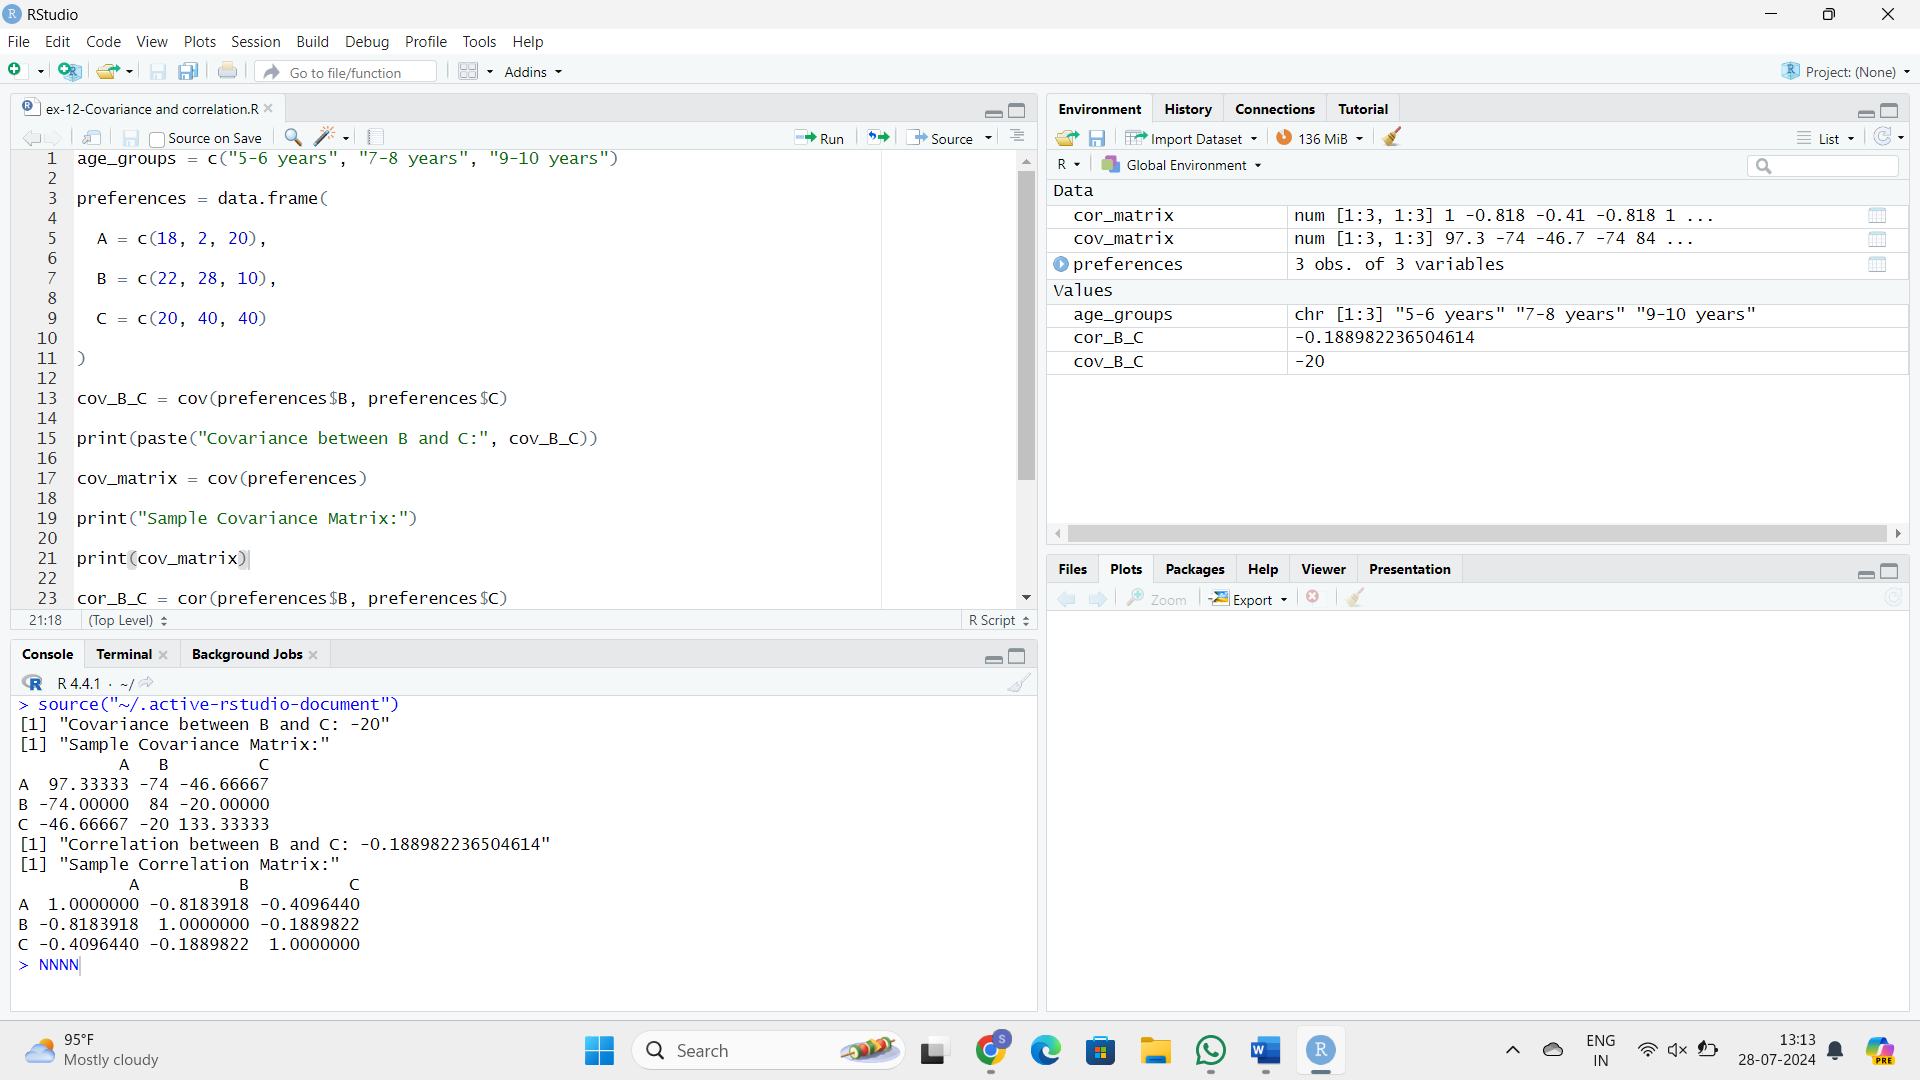 RStudio
File Edit Code View Plots Session Build Debug Profile Tools Help
Go to file/function Addins Project: (None)
ex-12-Covariance and correlation.R
Source on Save Run Source
1 age_groups = c("5-6 years", "7-8 years", "9-10 years")
2
3 preferences = data.frame(
4
5 A = c(18, 2, 20),
6
7 B = c(22, 28, 10),
8
9 C = c(20, 40, 40)
10
11 )
12
13 cov_B_C = cov(preferences$B, preferences$C)
14
15 print(paste("Covariance between B and C:", cov_B_C))
16
17 cov_matrix = cov(preferences)
18
19 print("Sample Covariance Matrix:")
20
21 print(cov_matrix)
22
23 cor_B_C = cor(preferences$B, preferences$C)
21:18 (Top Level) R Script
Console Terminal Background Jobs
R R 4.4.1 · ~/
> source("~/.active-rstudio-document")
[1] "Covariance between B and C: -20"
[1] "Sample Covariance Matrix:"
A B C
A 97.33333 -74 -46.66667
B -74.00000 84 -20.00000
C -46.66667 -20 133.33333
[1] "Correlation between B and C: -0.188982236504614"
[1] "Sample Correlation Matrix:"
A B C
A 1.0000000 -0.8183918 -0.4096440
B -0.8183918 1.0000000 -0.1889822
C -0.4096440 -0.1889822 1.0000000
> NNNN
Environment History Connections Tutorial
Import Dataset 136 MiB List
R Global Environment
Data
cor_matrix num [1:3, 1:3] 1 -0.818 -0.41 -0.818 1 ...
cov_matrix num [1:3, 1:3] 97.3 -74 -46.7 -74 84 ...
preferences 3 obs. of 3 variables
Values
age_groups chr [1:3] "5-6 years" "7-8 years" "9-10 years"
cor_B_C -0.188982236504614
cov_B_C -20
Files Plots Packages Help Viewer Presentation
Zoom Export
95°F
Mostly cloudy
Search
S
W
R
ENG
IN
13:13
28-07-2024
PRE